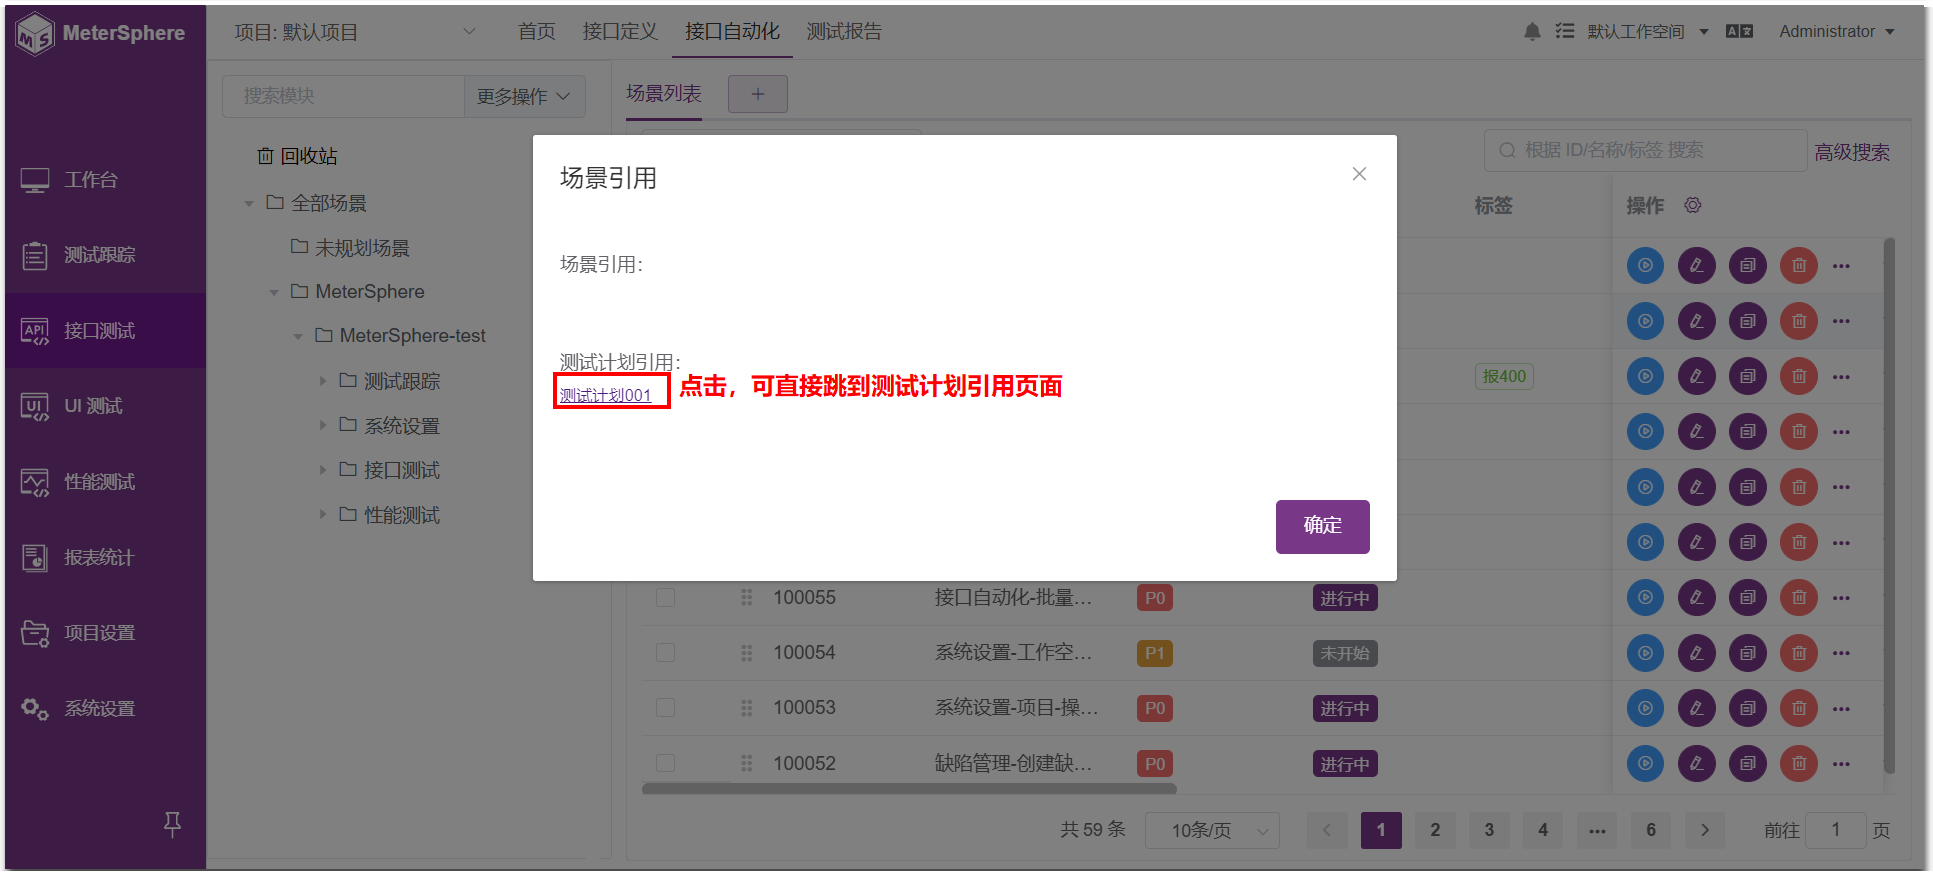 MeterSphere
项目: 默认项目
首页
接口定义
接口自动化
测试报告
默认工作空间
Administrator
搜索模块
更多操作
场景列表
+
根据 ID/名称/标签 搜索
高级搜索
回收站
全部场景
未规划场景
MeterSphere
MeterSphere-test
测试跟踪
系统设置
接口测试
性能测试
工作台
测试跟踪
接口测试
UI 测试
性能测试
报表统计
项目设置
系统设置
场景引用
场景引用:
测试计划引用:
测试计划001
点击，可直接跳到测试计划引用页面
确定
标签
操作
报400
100055 接口自动化-批量... P0 进行中
100054 系统设置-工作空... P1 未开始
100053 系统设置-项目-操... P0 进行中
100052 缺陷管理-创建缺... P0 进行中
共 59 条
10条/页
1 2 3 4 ... 6
前往 1 页